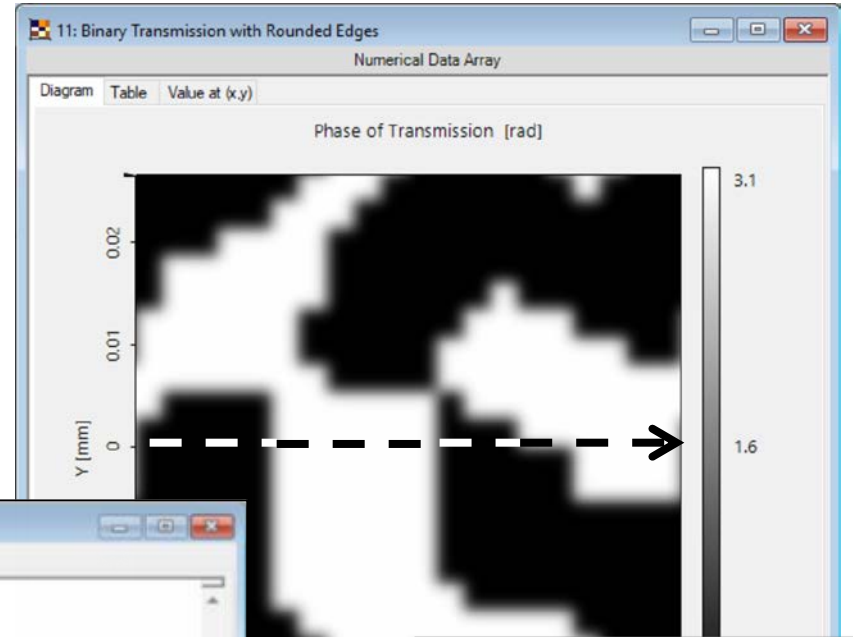 11: Binary Transmission with Rounded Edges
Numerical Data Array
Diagram Table Value at (x,y)
Phase of Transmission [rad]
3.1
0.02
0.01
Y [mm]
0
1.6